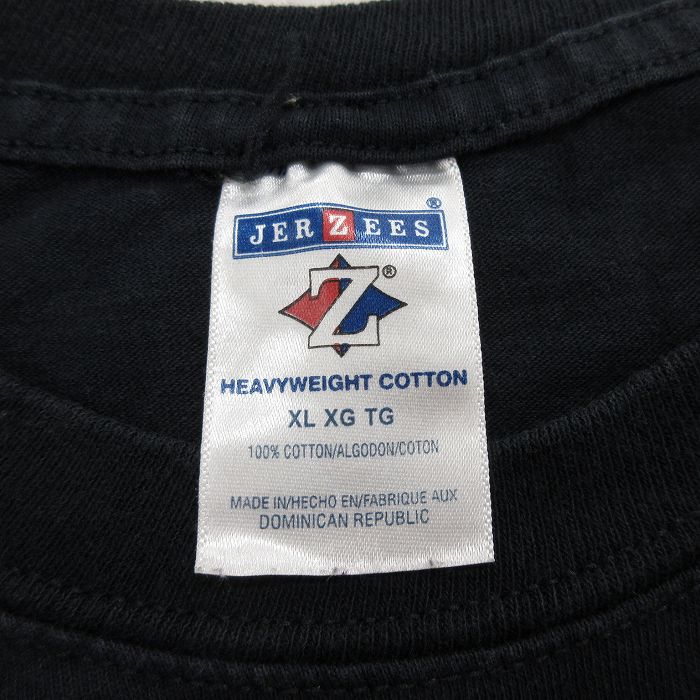 JERZEES®
Z®
HEAVYWEIGHT COTTON
XL XG TG
100% COTTON/ALGODON/COTON
MADE IN/HECHO EN/FABRIQUE AUX
DOMINICAN REPUBLIC